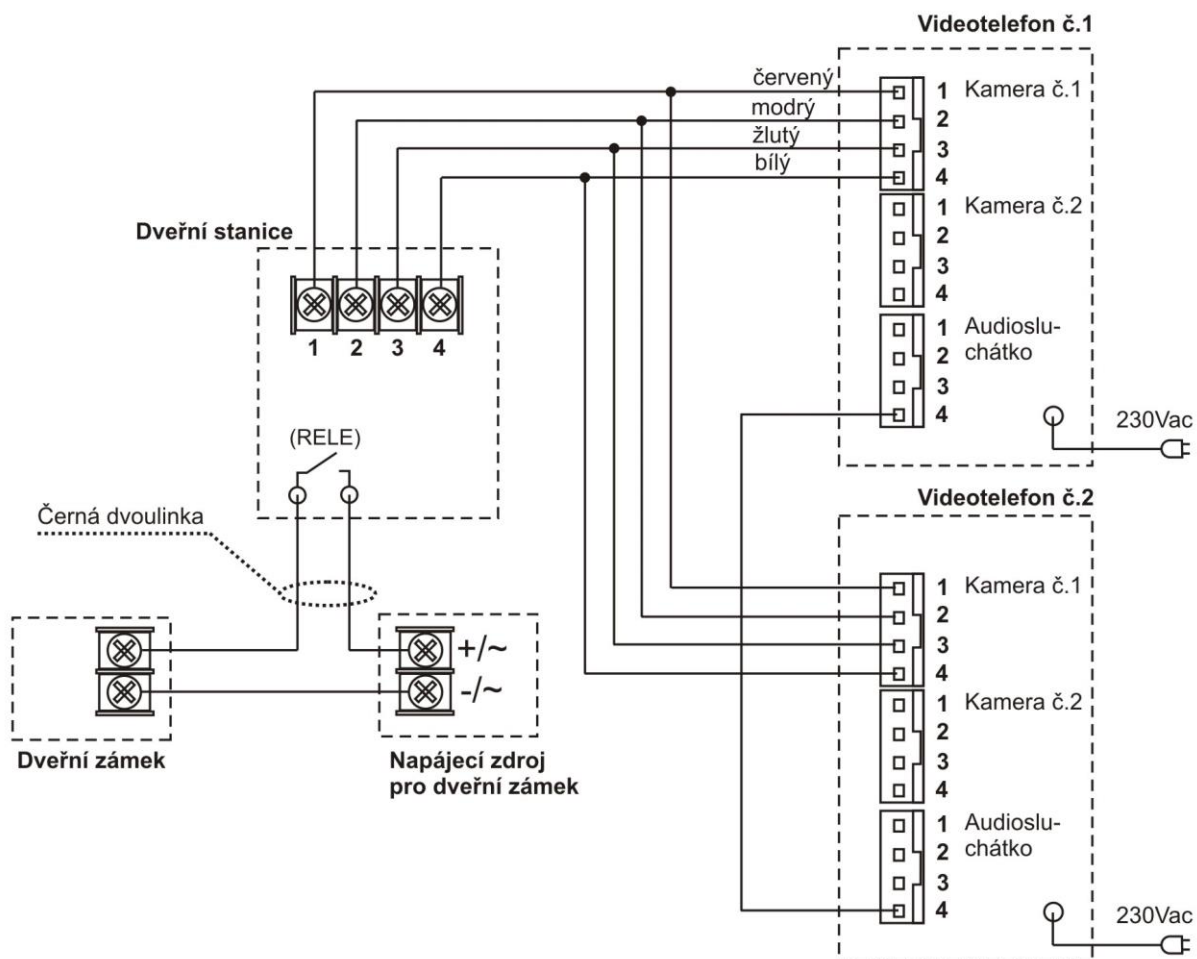 Videotelefon č.1
červený
modrý
žlutý
bílý
1 Kamera č.1
2
3
4
1 Kamera č.2
2
3
4
1 Audioslu-
2 chátko
3
4
230Vac
Dveřní stanice
1 2 3 4
(RELE)
Černá dvoulinka
+/~
-/~
Dveřní zámek
Napájecí zdroj
pro dveřní zámek
Videotelefon č.2
1 Kamera č.1
2
3
4
1 Kamera č.2
2
3
4
1 Audioslu-
2 chátko
3
4
230Vac